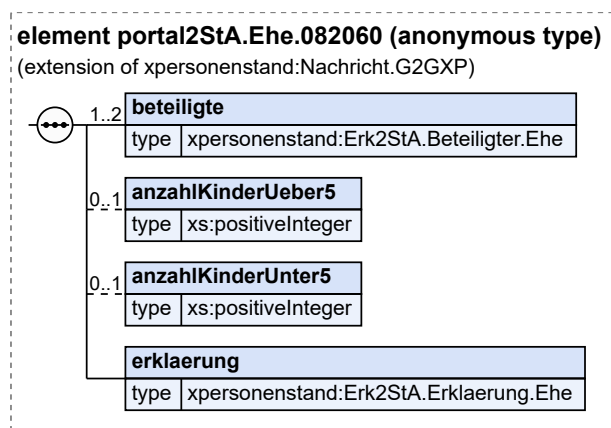 element portal2StA.Ehe.082060 (anonymous type)
(extension of xpersonenstand:Nachricht.G2GXP)
1..2 beteiligte
type xpersonenstand:Erk2StA.Beteiligter.Ehe
0..1 anzahlKinderUeber5
type xs:positiveInteger
0..1 anzahlKinderUnter5
type xs:positiveInteger
erklaerung
type xpersonenstand:Erk2StA.Erklaerung.Ehe